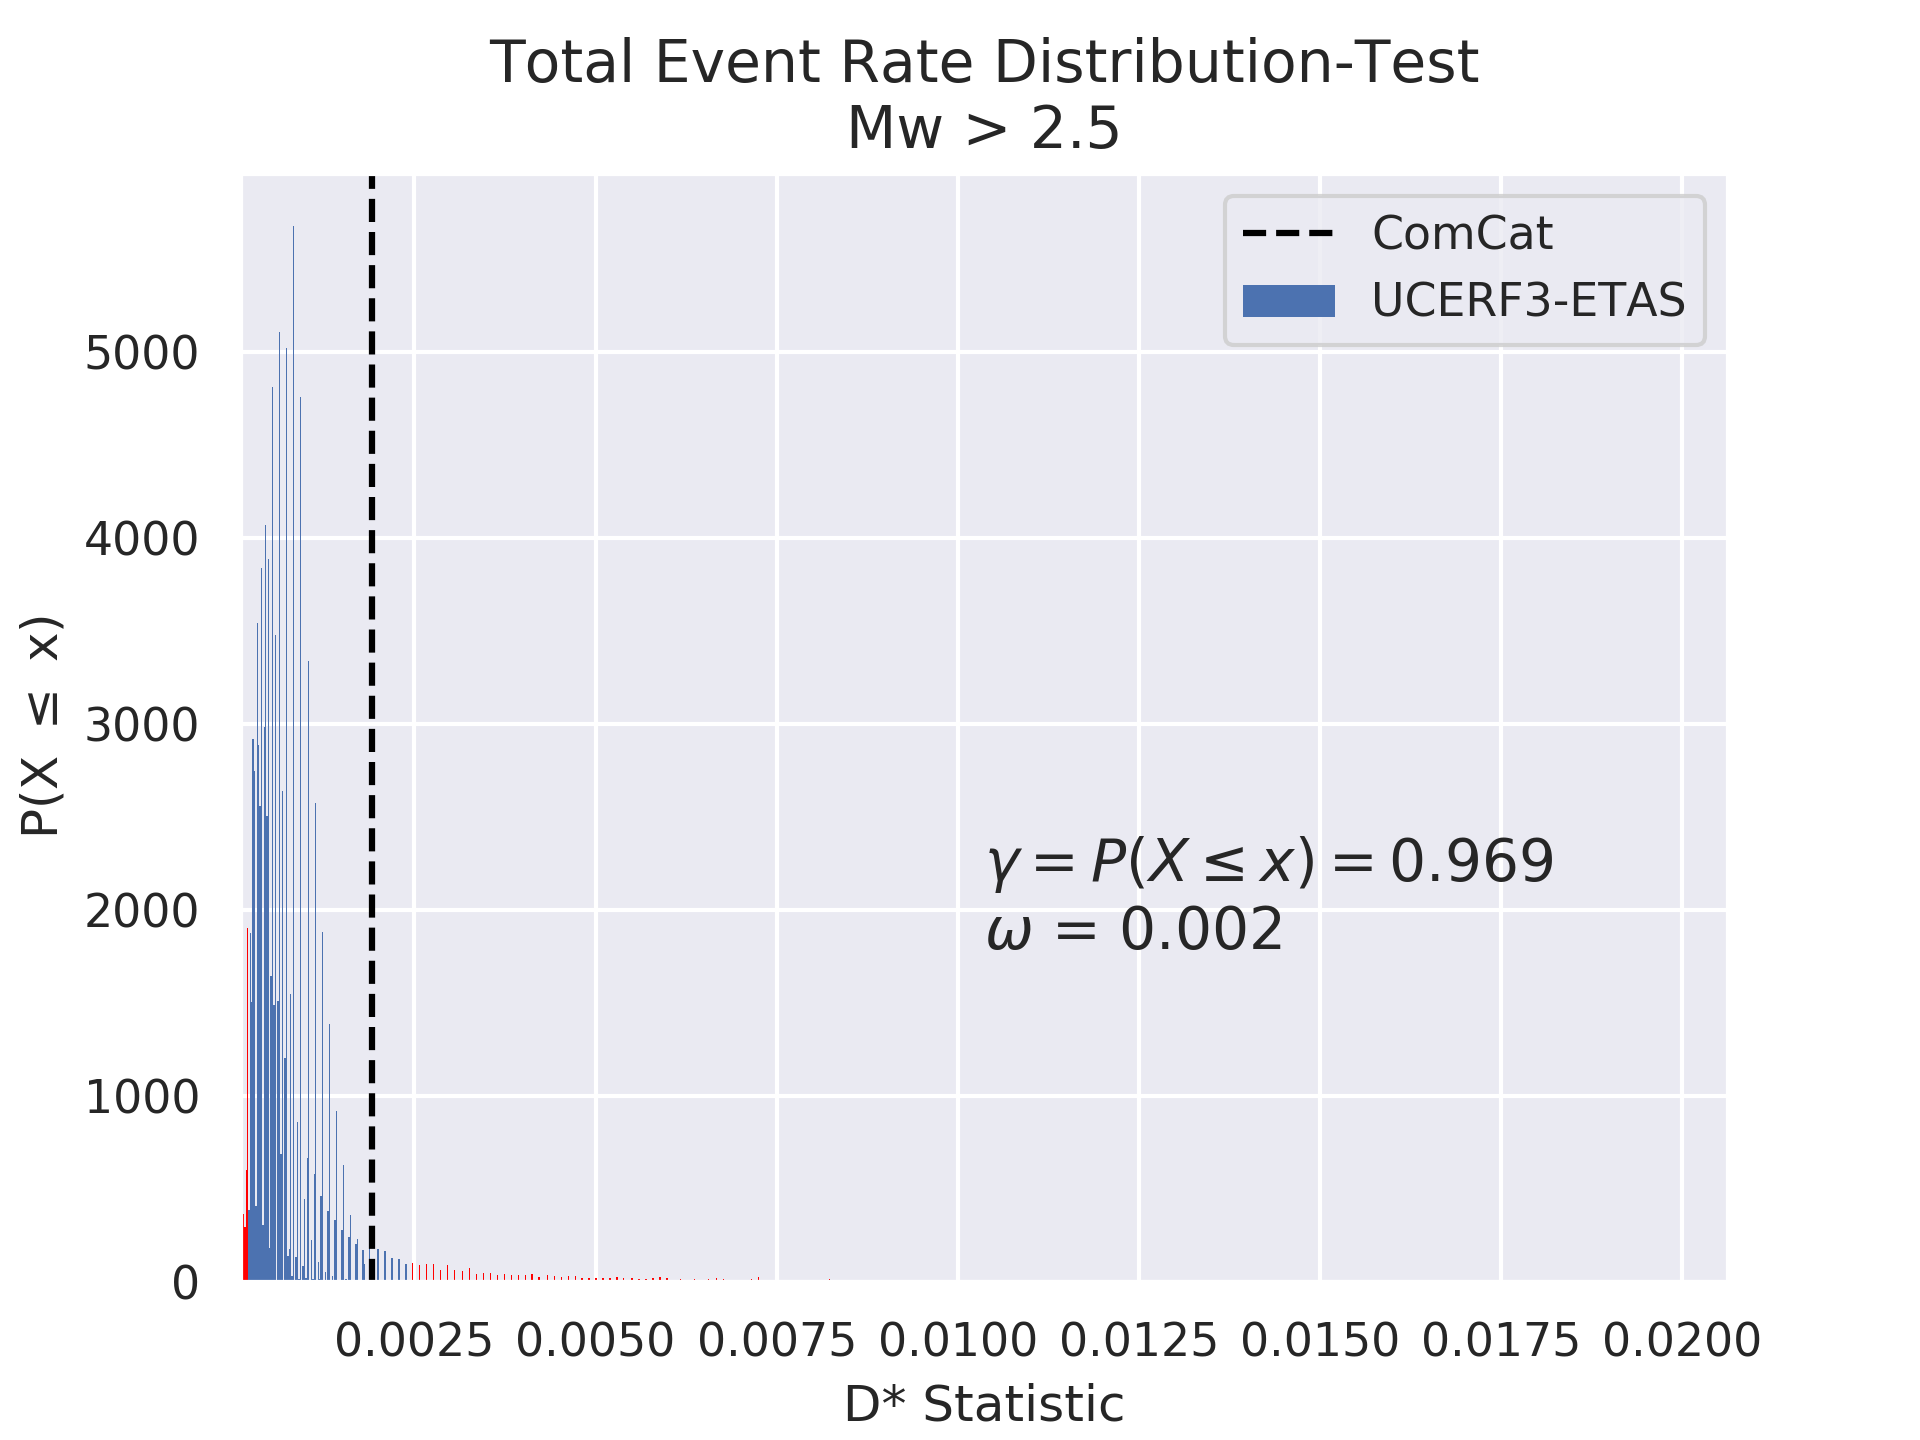 Total Event Rate Distribution-Test
Mw > 2.5
ComCat
UCERF3-ETAS
P(X ≤ x)
5000
4000
3000
2000
1000
0
γ = P(X ≤ x) = 0.969
ω = 0.002
0.0025 0.0050 0.0075 0.0100 0.0125 0.0150 0.0175 0.0200
D* Statistic